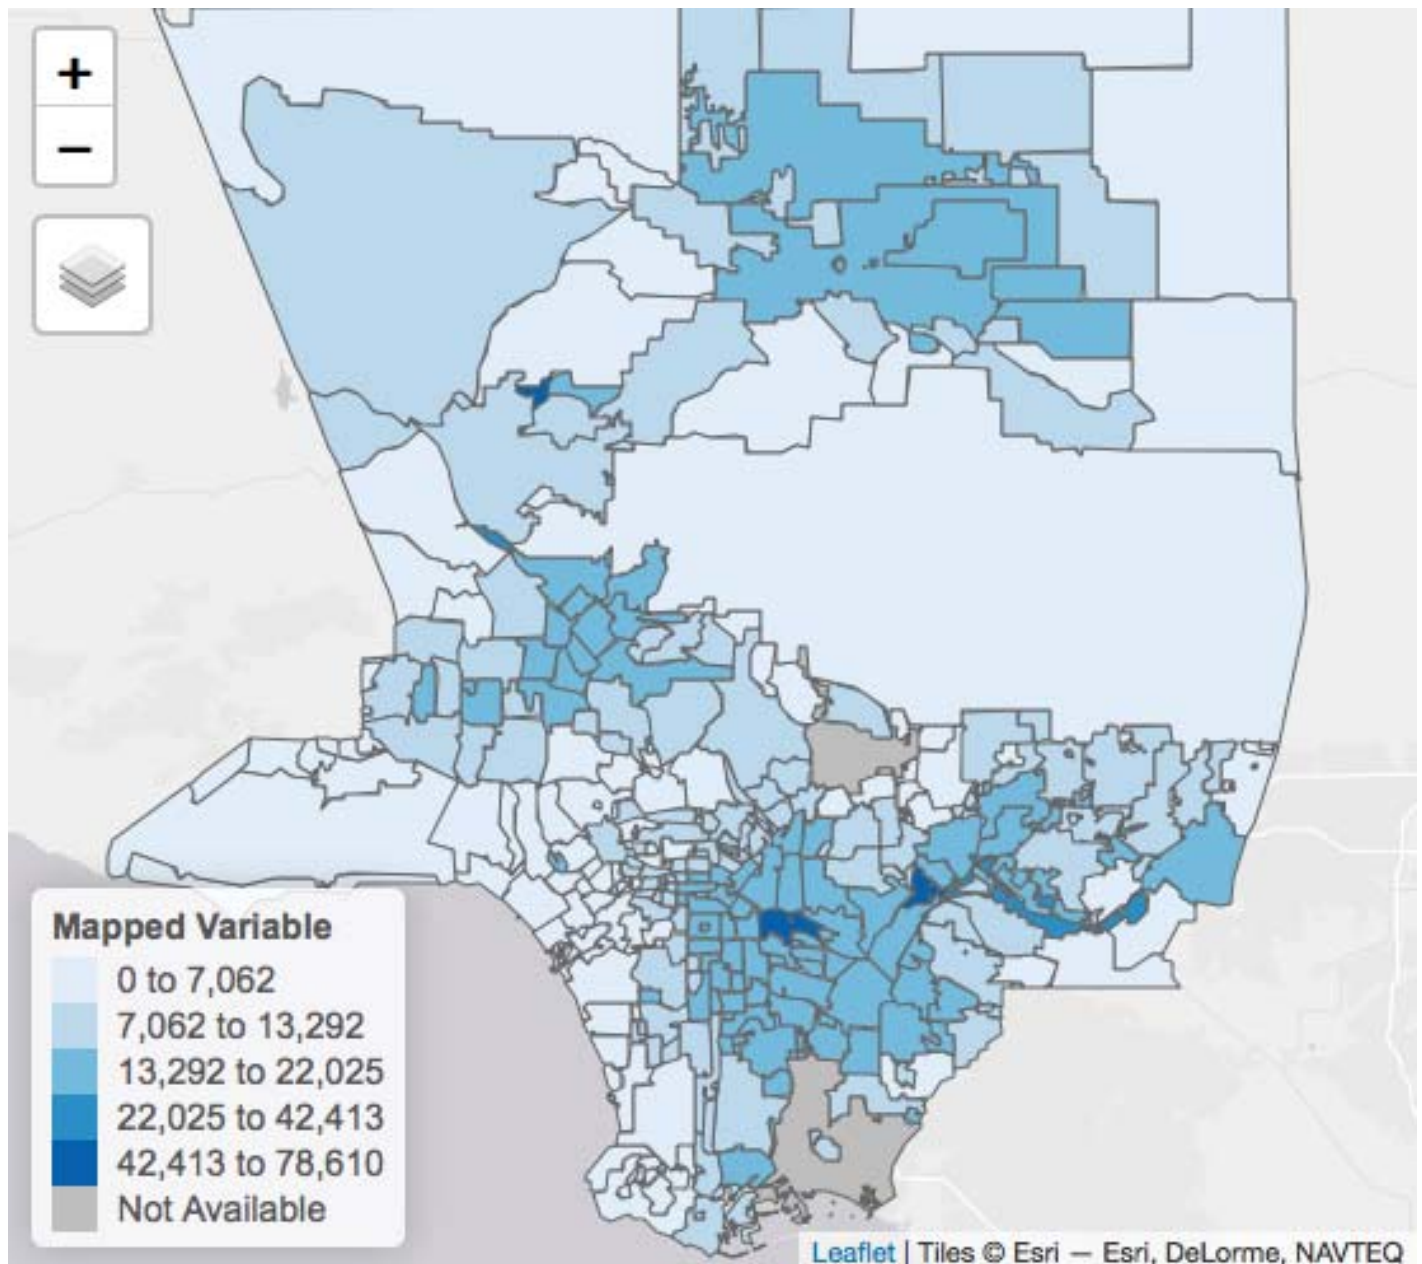 +
−
Mapped Variable
0 to 7,062
7,062 to 13,292
13,292 to 22,025
22,025 to 42,413
42,413 to 78,610
Not Available
Leaflet | Tiles © Esri — Esri, DeLorme, NAVTEQ